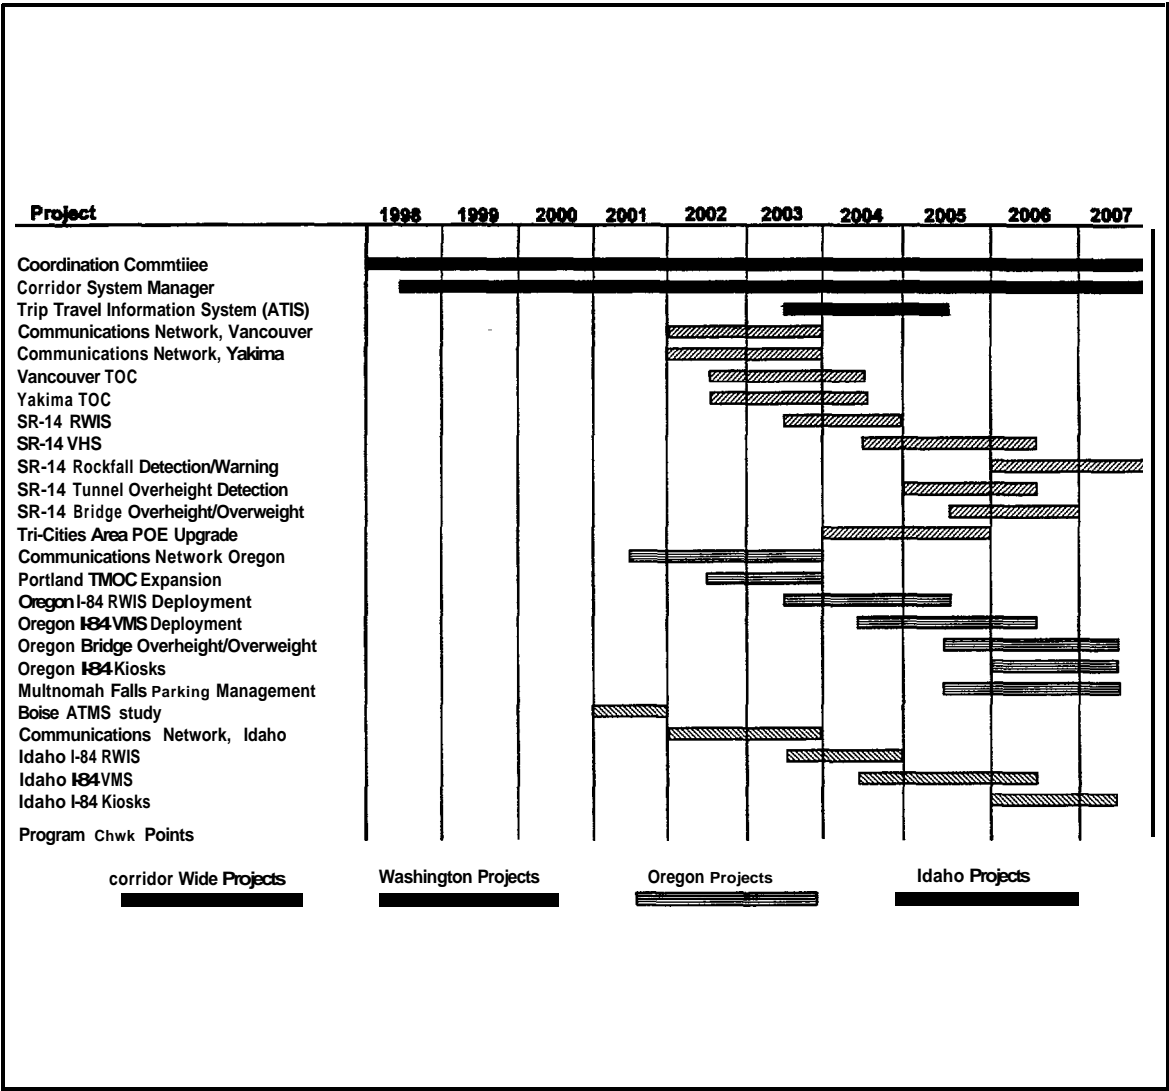 Project 1998 1999 2000 2001 2002 2003 2004 2005 2006 2007
Coordination Commtiiee
Corridor System Manager
Trip Travel Information System (ATIS)
Communications Network, Vancouver
Communications Network, Yakima
Vancouver TOC
Yakima TOC
SR-14 RWIS
SR-14 VHS
SR-14 Rockfall Detection/Warning
SR-14 Tunnel Overheight Detection
SR-14 Bridge Overheight/Overweight
Tri-Cities Area POE Upgrade
Communications Network Oregon
Portland TMOC Expansion
Oregon I-84 RWIS Deployment
Oregon I-84 VMS Deployment
Oregon Bridge Overheight/Overweight
Oregon I-84 Kiosks
Multnomah Falls Parking Management
Boise ATMS study
Communications Network, Idaho
Idaho I-84 RWIS
Idaho I-84 VMS
Idaho I-84 Kiosks
Program Chwk Points
corridor Wide Projects Washington Projects Oregon Projects Idaho Projects